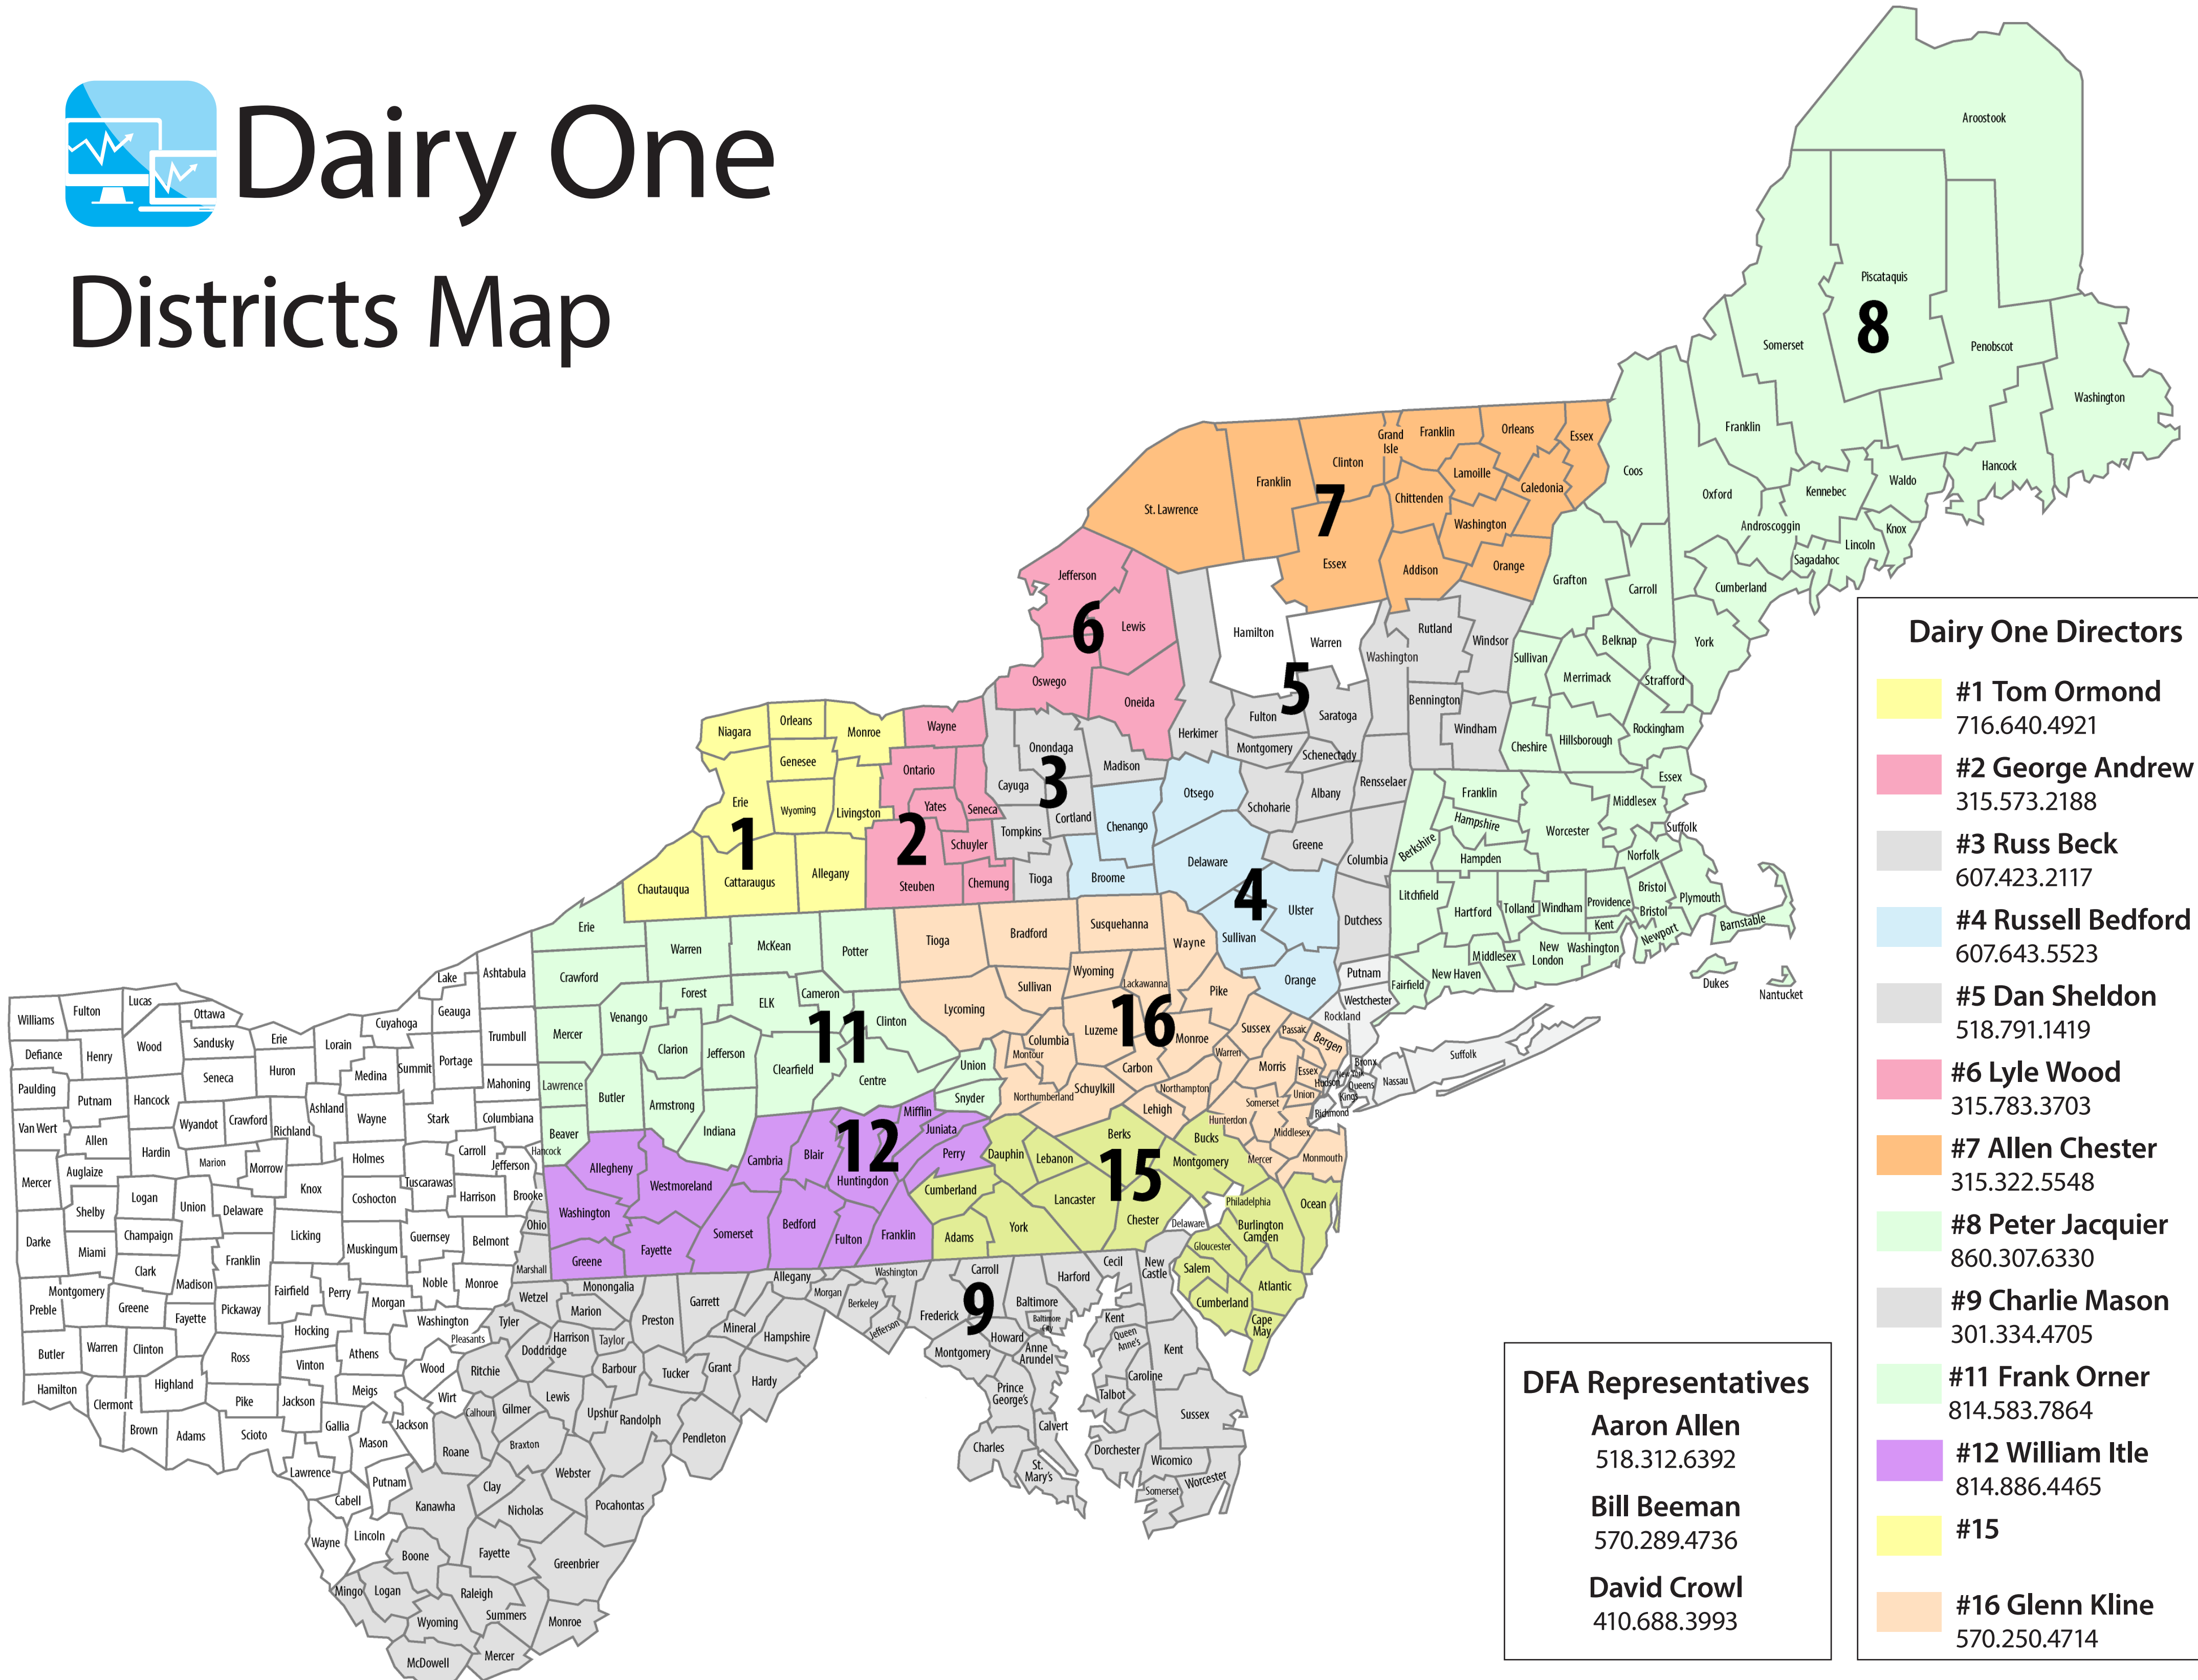 Dairy One
Districts Map
Aroostook
Piscataquis
8
Somerset
Penobscot
Washington
Franklin
Hancock
Oxford
Kennebec
Waldo
Androscoggin
Knox
Lincoln
Sagadahoc
Cumberland
York
Coos
Grafton
Carroll
Belknap
Sullivan
Merrimack
Strafford
Rockingham
Cheshire
Hillsborough
Essex
Franklin
Middlesex
Hampshire
Worcester
Suffolk
Berkshire
Hampden
Norfolk
Bristol
Plymouth
Barnstable
Dukes
Nantucket
Litchfield
Hartford
Tolland
Windham
Providence
Bristol
Kent
Newport
Washington
New
London
Middlesex
New Haven
Fairfield
Grand
Isle
Franklin
Orleans
Essex
Clinton
Franklin
Lamoille
Caledonia
Chittenden
7
St. Lawrence
Washington
Essex
Addison
Orange
Jefferson
6
Lewis
Oswego
Oneida
Hamilton
Warren
Rutland
Windsor
Washington
5
Fulton
Saratoga
Bennington
Windham
Herkimer
Montgomery
Schenectady
Rensselaer
Schoharie
Albany
Greene
Columbia
Dutchess
Putnam
Westchester
Rockland
Onondaga
3
Madison
Cayuga
Cortland
Tompkins
Tioga
Otsego
Chenango
Delaware
Broome
4
Ulster
Sullivan
Orange
Niagara
Orleans
Monroe
Genesee
Erie
Wyoming
Livingston
1
Chautauqua
Cattaraugus
Allegany
Wayne
Ontario
Yates
Seneca
2
Schuyler
Steuben
Chemung
Erie
Warren
McKean
Potter
Crawford
Forest
ELK
Cameron
Venango
Clinton
Mercer
11
Clarion
Jefferson
Clearfield
Centre
Union
Lawrence
Butler
Armstrong
Snyder
Beaver
Indiana
Tioga
Bradford
Susquehanna
Wayne
Wyoming
Lackawanna
Sullivan
Pike
Lycoming
16
Luzeme
Columbia
Monroe
Montour
Carbon
Schuylkill
Northumberland
Northampton
Lehigh
Sussex
Passaic
Bergen
Warren
Morris
Essex
Hudson
Union
Somerset
Hunterdon
Middlesex
Mercer
Monmouth
Bronx
New York
Queens
Kings
Richmond
Nassau
Suffolk
Mifflin
Juniata
12
Perry
Cambria
Blair
Huntingdon
Allegheny
Westmoreland
Washington
Somerset
Bedford
Fulton
Franklin
Fayette
Greene
Berks
Bucks
Dauphin
Lebanon
15
Montgomery
Cumberland
Lancaster
Philadelphia
Chester
York
Adams
Delaware
Ocean
Burlington
Camden
Gloucester
Salem
Atlantic
Cumberland
Cape
May
Lake
Ashtabula
Geauga
Cuyahoga
Trumbull
Williams
Fulton
Lucas
Ottawa
Wood
Sandusky
Erie
Lorain
Defiance
Henry
Huron
Medina
Summit
Portage
Seneca
Mahoning
Paulding
Putnam
Hancock
Wyandot
Crawford
Richland
Ashland
Wayne
Stark
Columbiana
Van Wert
Allen
Hardin
Marion
Morrow
Holmes
Carroll
Jefferson
Hancock
Mercer
Auglaize
Logan
Union
Knox
Coshocton
Tuscarawas
Harrison
Brooke
Shelby
Delaware
Ohio
Darke
Miami
Champaign
Licking
Muskingum
Guernsey
Belmont
Clark
Franklin
Marshall
Madison
Fairfield
Perry
Noble
Monroe
Montgomery
Preble
Greene
Fayette
Pickaway
Morgan
Washington
Hocking
Butler
Warren
Clinton
Ross
Vinton
Athens
Hamilton
Clermont
Highland
Pike
Jackson
Meigs
Brown
Adams
Scioto
Gallia
Lawrence
Wetzel
Monongalia
Marion
Preston
Tyler
Pleasants
Wood
Ritchie
Doddridge
Harrison
Taylor
Barbour
Tucker
Grant
Mineral
Hampshire
Hardy
Morgan
Berkeley
Jefferson
Wirt
Calhoun
Gilmer
Lewis
Upshur
Randolph
Pendleton
Jackson
Mason
Roane
Braxton
Webster
Putnam
Clay
Cabell
Kanawha
Nicholas
Pocahontas
Wayne
Lincoln
Boone
Fayette
Greenbrier
Mingo
Logan
Raleigh
Wyoming
Summers
Monroe
McDowell
Mercer
Garrett
Allegany
Washington
Carroll
Harford
Cecil
New
Castle
Frederick
9
Baltimore
Baltimore
City
Howard
Montgomery
Anne
Arundel
Kent
Queen
Anne's
Kent
Caroline
Talbot
Prince
George's
Calvert
Charles
St.
Mary's
Dorchester
Sussex
Wicomico
Somerset
Worcester
DFA Representatives
Aaron Allen
518.312.6392
Bill Beeman
570.289.4736
David Crowl
410.688.3993
Dairy One Directors
#1 Tom Ormond
716.640.4921
#2 George Andrew
315.573.2188
#3 Russ Beck
607.423.2117
#4 Russell Bedford
607.643.5523
#5 Dan Sheldon
518.791.1419
#6 Lyle Wood
315.783.3703
#7 Allen Chester
315.322.5548
#8 Peter Jacquier
860.307.6330
#9 Charlie Mason
301.334.4705
#11 Frank Orner
814.583.7864
#12 William Itle
814.886.4465
#15
#16 Glenn Kline
570.250.4714